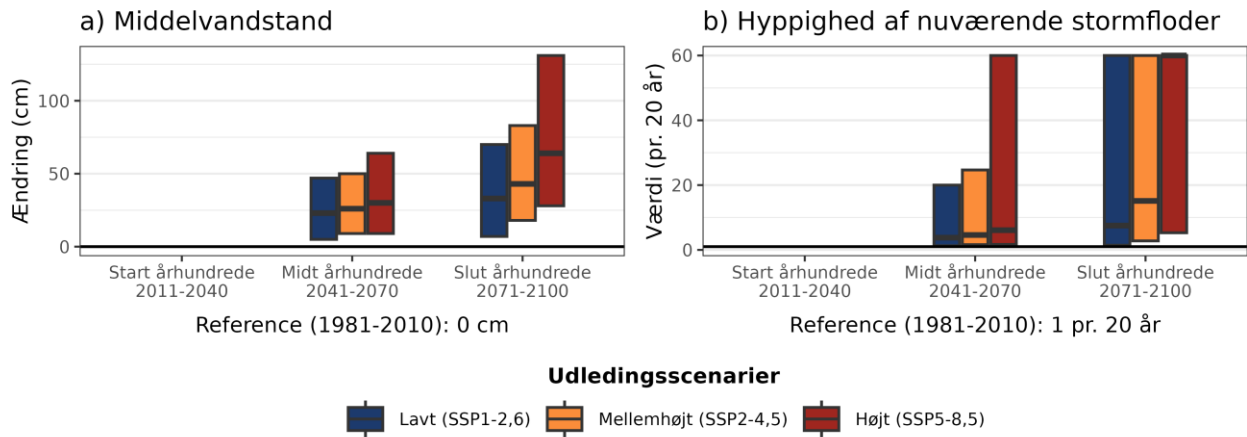 a) Middelvandstand
b) Hyppighed af nuværende stormfloder
Ændring (cm)
100
50
0
Start århundrede
2011-2040
Midt århundrede
2041-2070
Slut århundrede
2071-2100
Reference (1981-2010): 0 cm
Værdi (pr. 20 år)
60
40
20
0
Start århundrede
2011-2040
Midt århundrede
2041-2070
Slut århundrede
2071-2100
Reference (1981-2010): 1 pr. 20 år
Udledingsscenarier
Lavt (SSP1-2,6)
Mellemhøjt (SSP2-4,5)
Højt (SSP5-8,5)